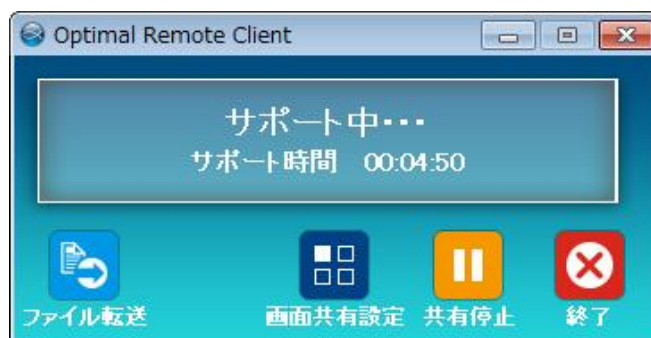 Optimal Remote Client
サポート中･･･
サポート時間　00:04:50
ファイル転送
画面共有設定
共有停止
終了